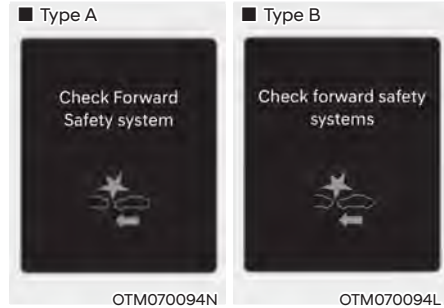 ■ Type A
Check Forward
Safety system
OTM070094N
■ Type B
Check forward safety
systems
OTM070094L